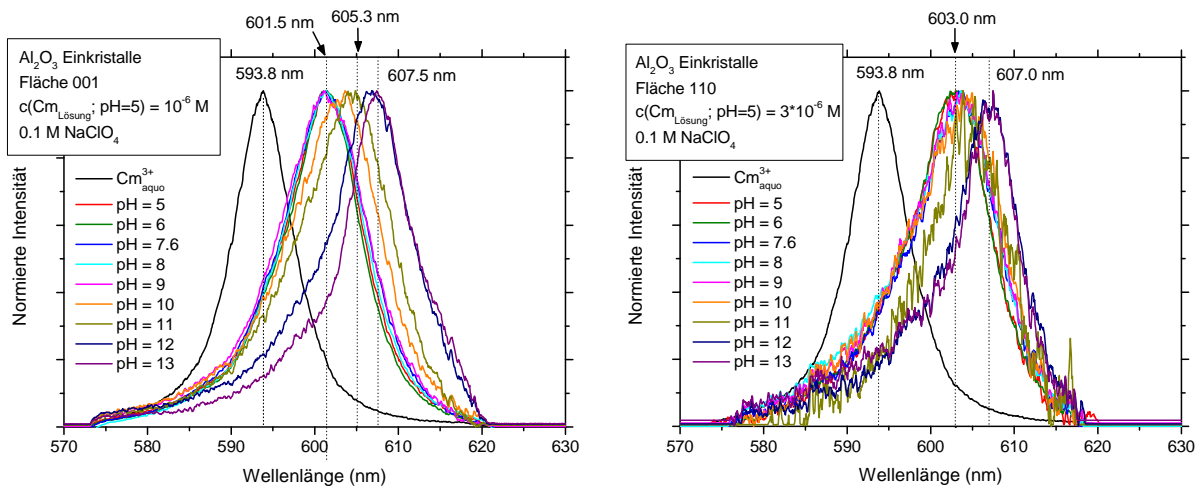 601.5 nm
605.3 nm
Al₂O₃ Einkristalle
Fläche 001
c(Cm_Lösung; pH=5) = 10⁻⁶ M
0.1 M NaClO₄
593.8 nm
607.5 nm
Cm³⁺aquo
pH = 5
pH = 6
pH = 7.6
pH = 8
pH = 9
pH = 10
pH = 11
pH = 12
pH = 13
Normierte Intensität
570 580 590 600 610 620 630
Wellenlänge (nm)
603.0 nm
Al₂O₃ Einkristalle
Fläche 110
c(Cm_Lösung; pH=5) = 3*10⁻⁶ M
0.1 M NaClO₄
593.8 nm
607.0 nm
Cm³⁺aquo
pH = 5
pH = 6
pH = 7.6
pH = 8
pH = 9
pH = 10
pH = 11
pH = 12
pH = 13
Normierte Intensität
570 580 590 600 610 620 630
Wellenlänge (nm)